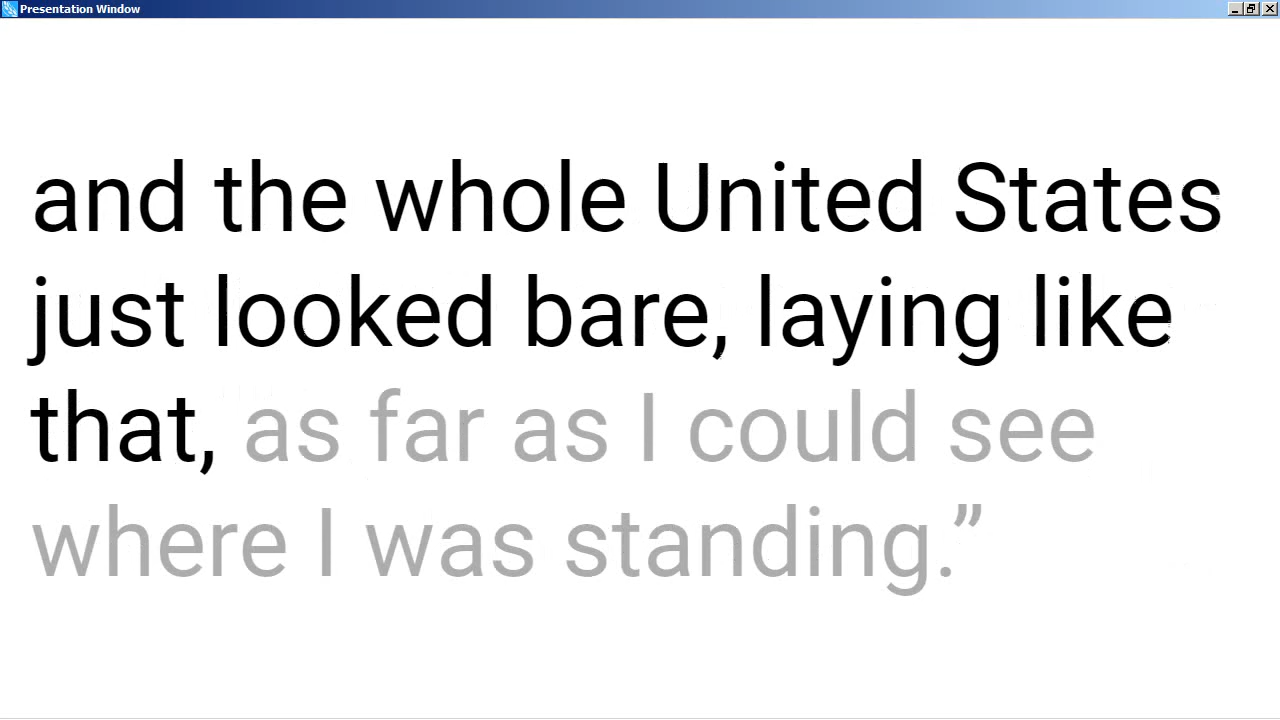 Presentation Window
and the whole United States
just looked bare, laying like
that, as far as I could see
where I was standing.”